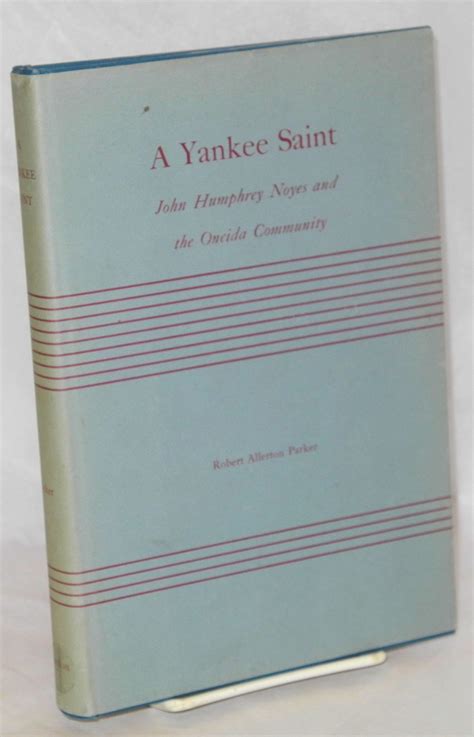 A Yankee Saint
John Humphrey Noyes and
the Oneida Community
Robert Allerton Parker
A